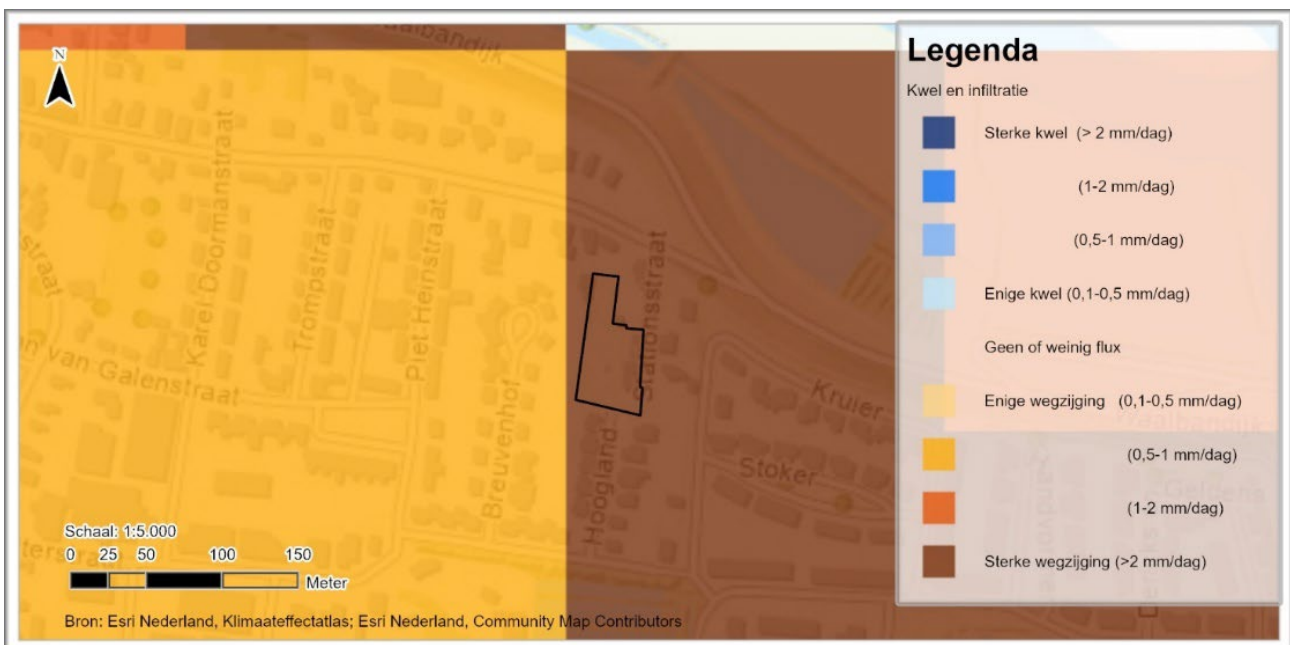 Waalbandijk
N
Legenda
Kwel en infiltratie
Sterke kwel (> 2 mm/dag)
(1-2 mm/dag)
(0,5-1 mm/dag)
Enige kwel (0,1-0,5 mm/dag)
Geen of weinig flux
Enige wegzijging (0,1-0,5 mm/dag)
(0,5-1 mm/dag)
(1-2 mm/dag)
Sterke wegzijging (>2 mm/dag)
Karel Doormanstraat
Trompstraat
Piet Heinstraat
Stationsstraat
van Galenstraat
Breuvenhof
Hoogland
Kruier
Stoker
Waalbandijk
Schaal: 1:5.000
0 25 50 100 150
Meter
Bron: Esri Nederland, Klimaateffectatlas; Esri Nederland, Community Map Contributors